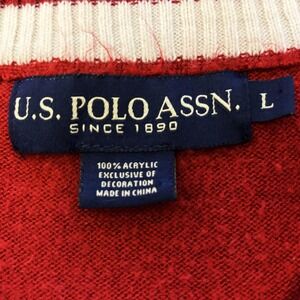 U.S. POLO ASSN. L
SINCE 1890
100% ACRYLIC
EXCLUSIVE OF
DECORATION
MADE IN CHINA